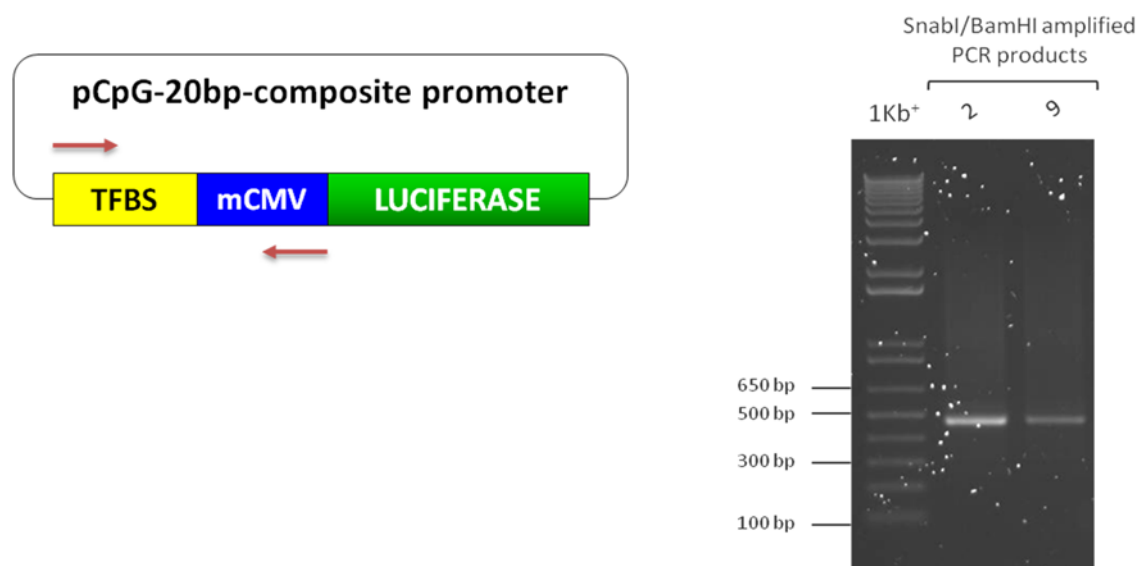 pCpG-20bp-composite promoter
TFBS mCMV LUCIFERASE
SnabI/BamHI amplified
PCR products
1Kb⁺ 2 9
650 bp
500 bp
300 bp
100 bp